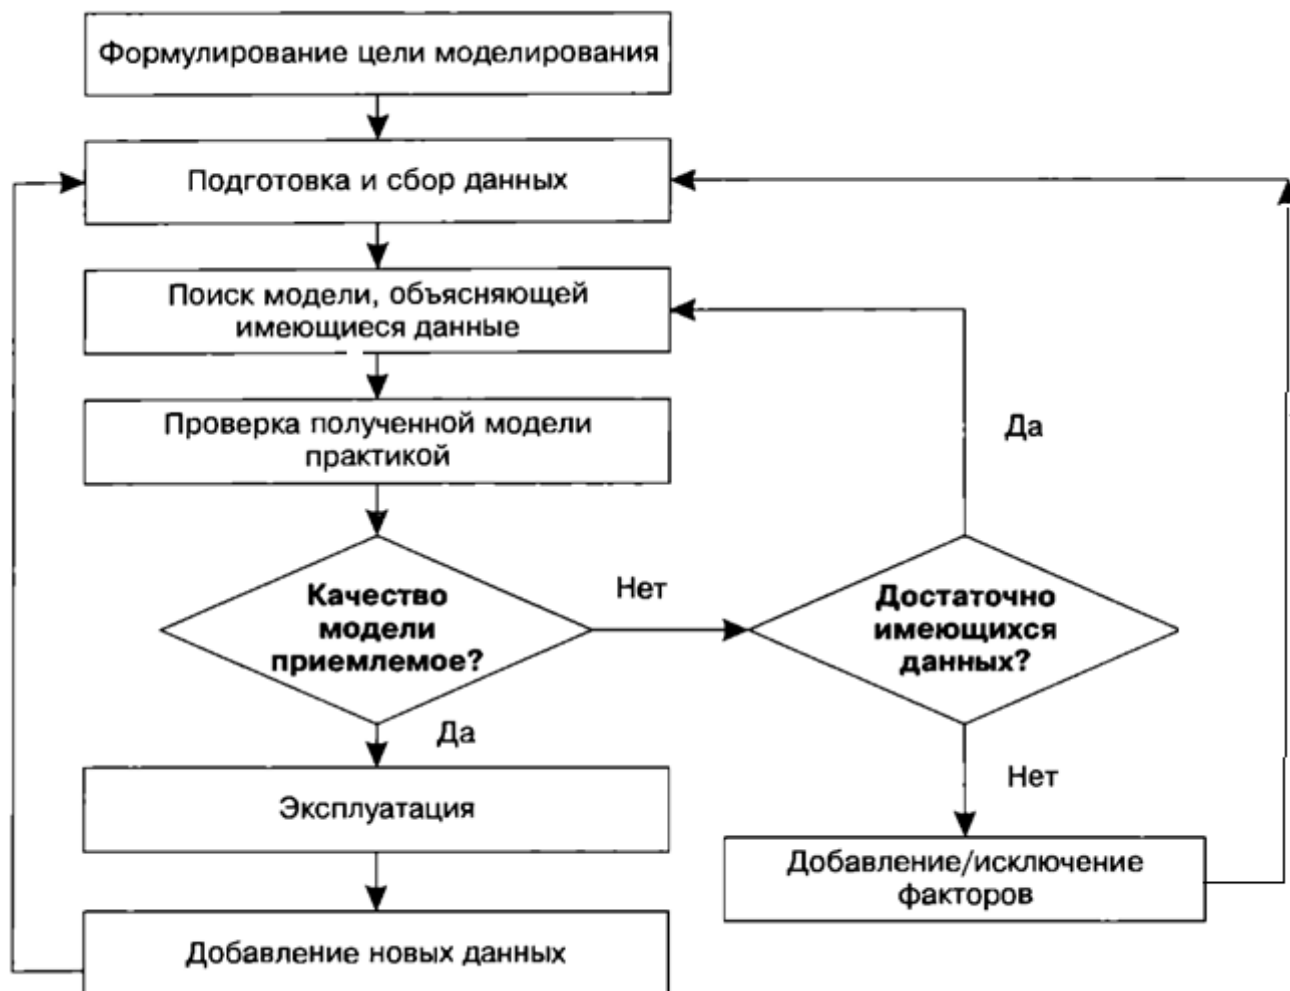 Формулирование цели моделирования
Подготовка и сбор данных
Поиск модели, объясняющей
имеющиеся данные
Проверка полученной модели
практикой
Да
Качество
модели
приемлемое?
Нет
Достаточно
имеющихся
данных?
Да
Нет
Эксплуатация
Добавление/исключение
факторов
Добавление новых данных